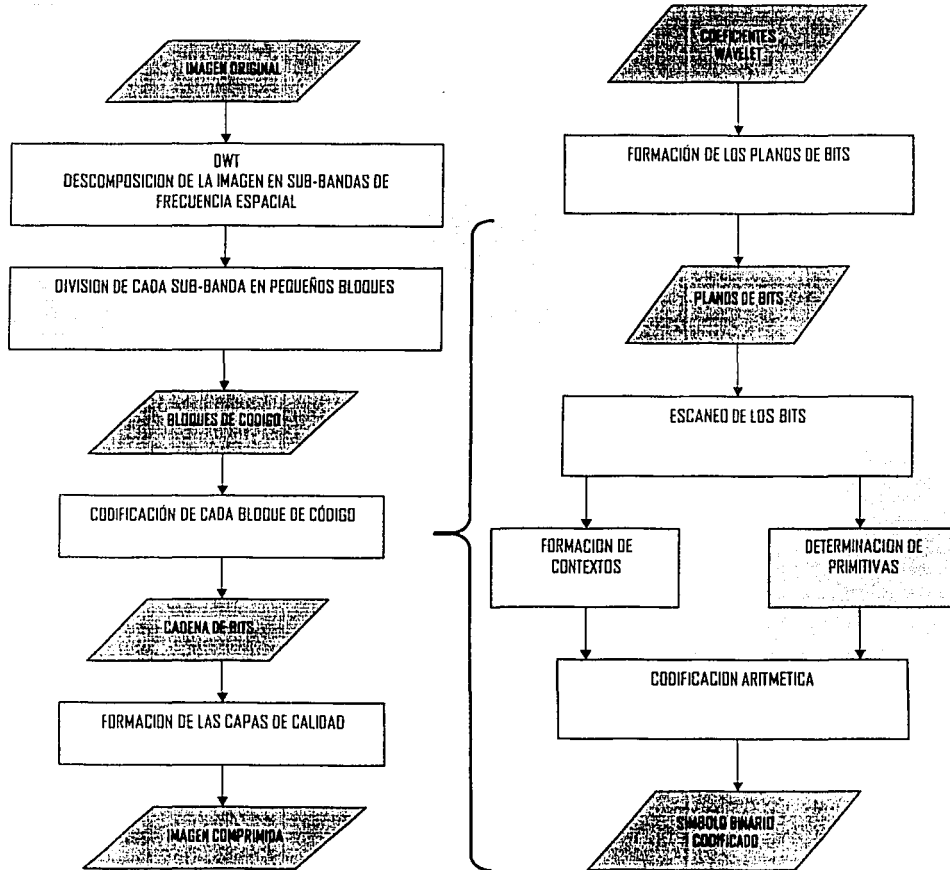 IMAGEN ORIGINAL
DWT
DESCOMPOSICION DE LA IMAGEN EN SUB-BANDAS DE
FRECUENCIA ESPACIAL
DIVISION DE CADA SUB-BANDA EN PEQUEÑOS BLOQUES
BLOQUES DE CODIGO
CODIFICACIÓN DE CADA BLOQUE DE CÓDIGO
CADENA DE BITS
FORMACION DE LAS CAPAS DE CALIDAD
IMAGEN COMPRIMIDA
COEFICIENTES
WAVELET
FORMACIÓN DE LOS PLANOS DE BITS
PLANOS DE BITS
ESCANEO DE LOS BITS
FORMACION DE
CONTEXTOS
DETERMINACION DE
PRIMITIVAS
CODIFICACION ARITMETICA
SIMBOLO BINARIO
CODIFICADO